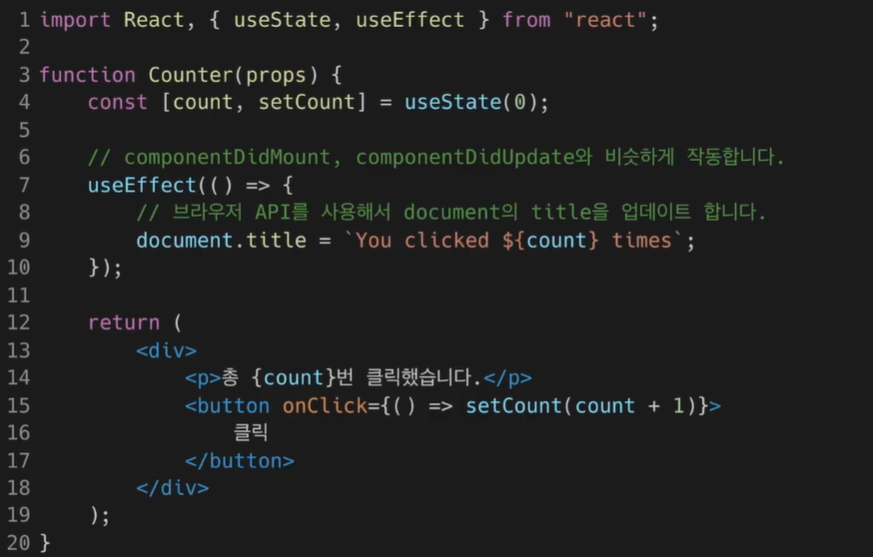 1 import React, { useState, useEffect } from "react";
2
3 function Counter(props) {
4     const [count, setCount] = useState(0);
5
6     // componentDidMount, componentDidUpdate와 비슷하게 작동합니다.
7     useEffect(() => {
8         // 브라우저 API를 사용해서 document의 title을 업데이트 합니다.
9         document.title = `You clicked ${count} times`;
10     });
11
12     return (
13         <div>
14             <p>총 {count}번 클릭했습니다.</p>
15             <button onClick={() => setCount(count + 1)}>
16                 클릭
17             </button>
18         </div>
19     );
20 }